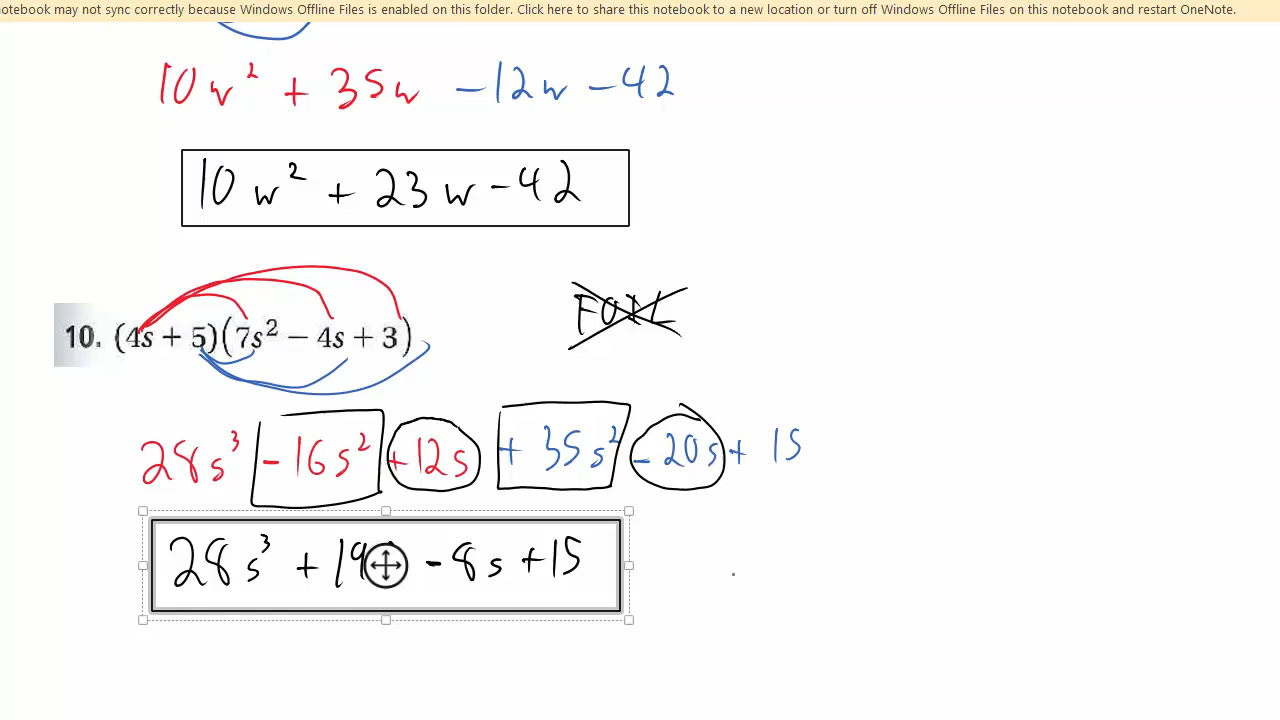 otebook may not sync correctly because Windows Offline Files is enabled on this folder. Click here to share this notebook to a new location or turn off Windows Offline Files on this notebook and restart OneNote.
10w² + 35w - 12w - 42
10w² + 23w - 42
10. (4s + 5)(7s² − 4s + 3)
FOIL
28s³ - 16s² + 12s + 35s² - 20s + 15
28s³ + 19 - 8s + 15